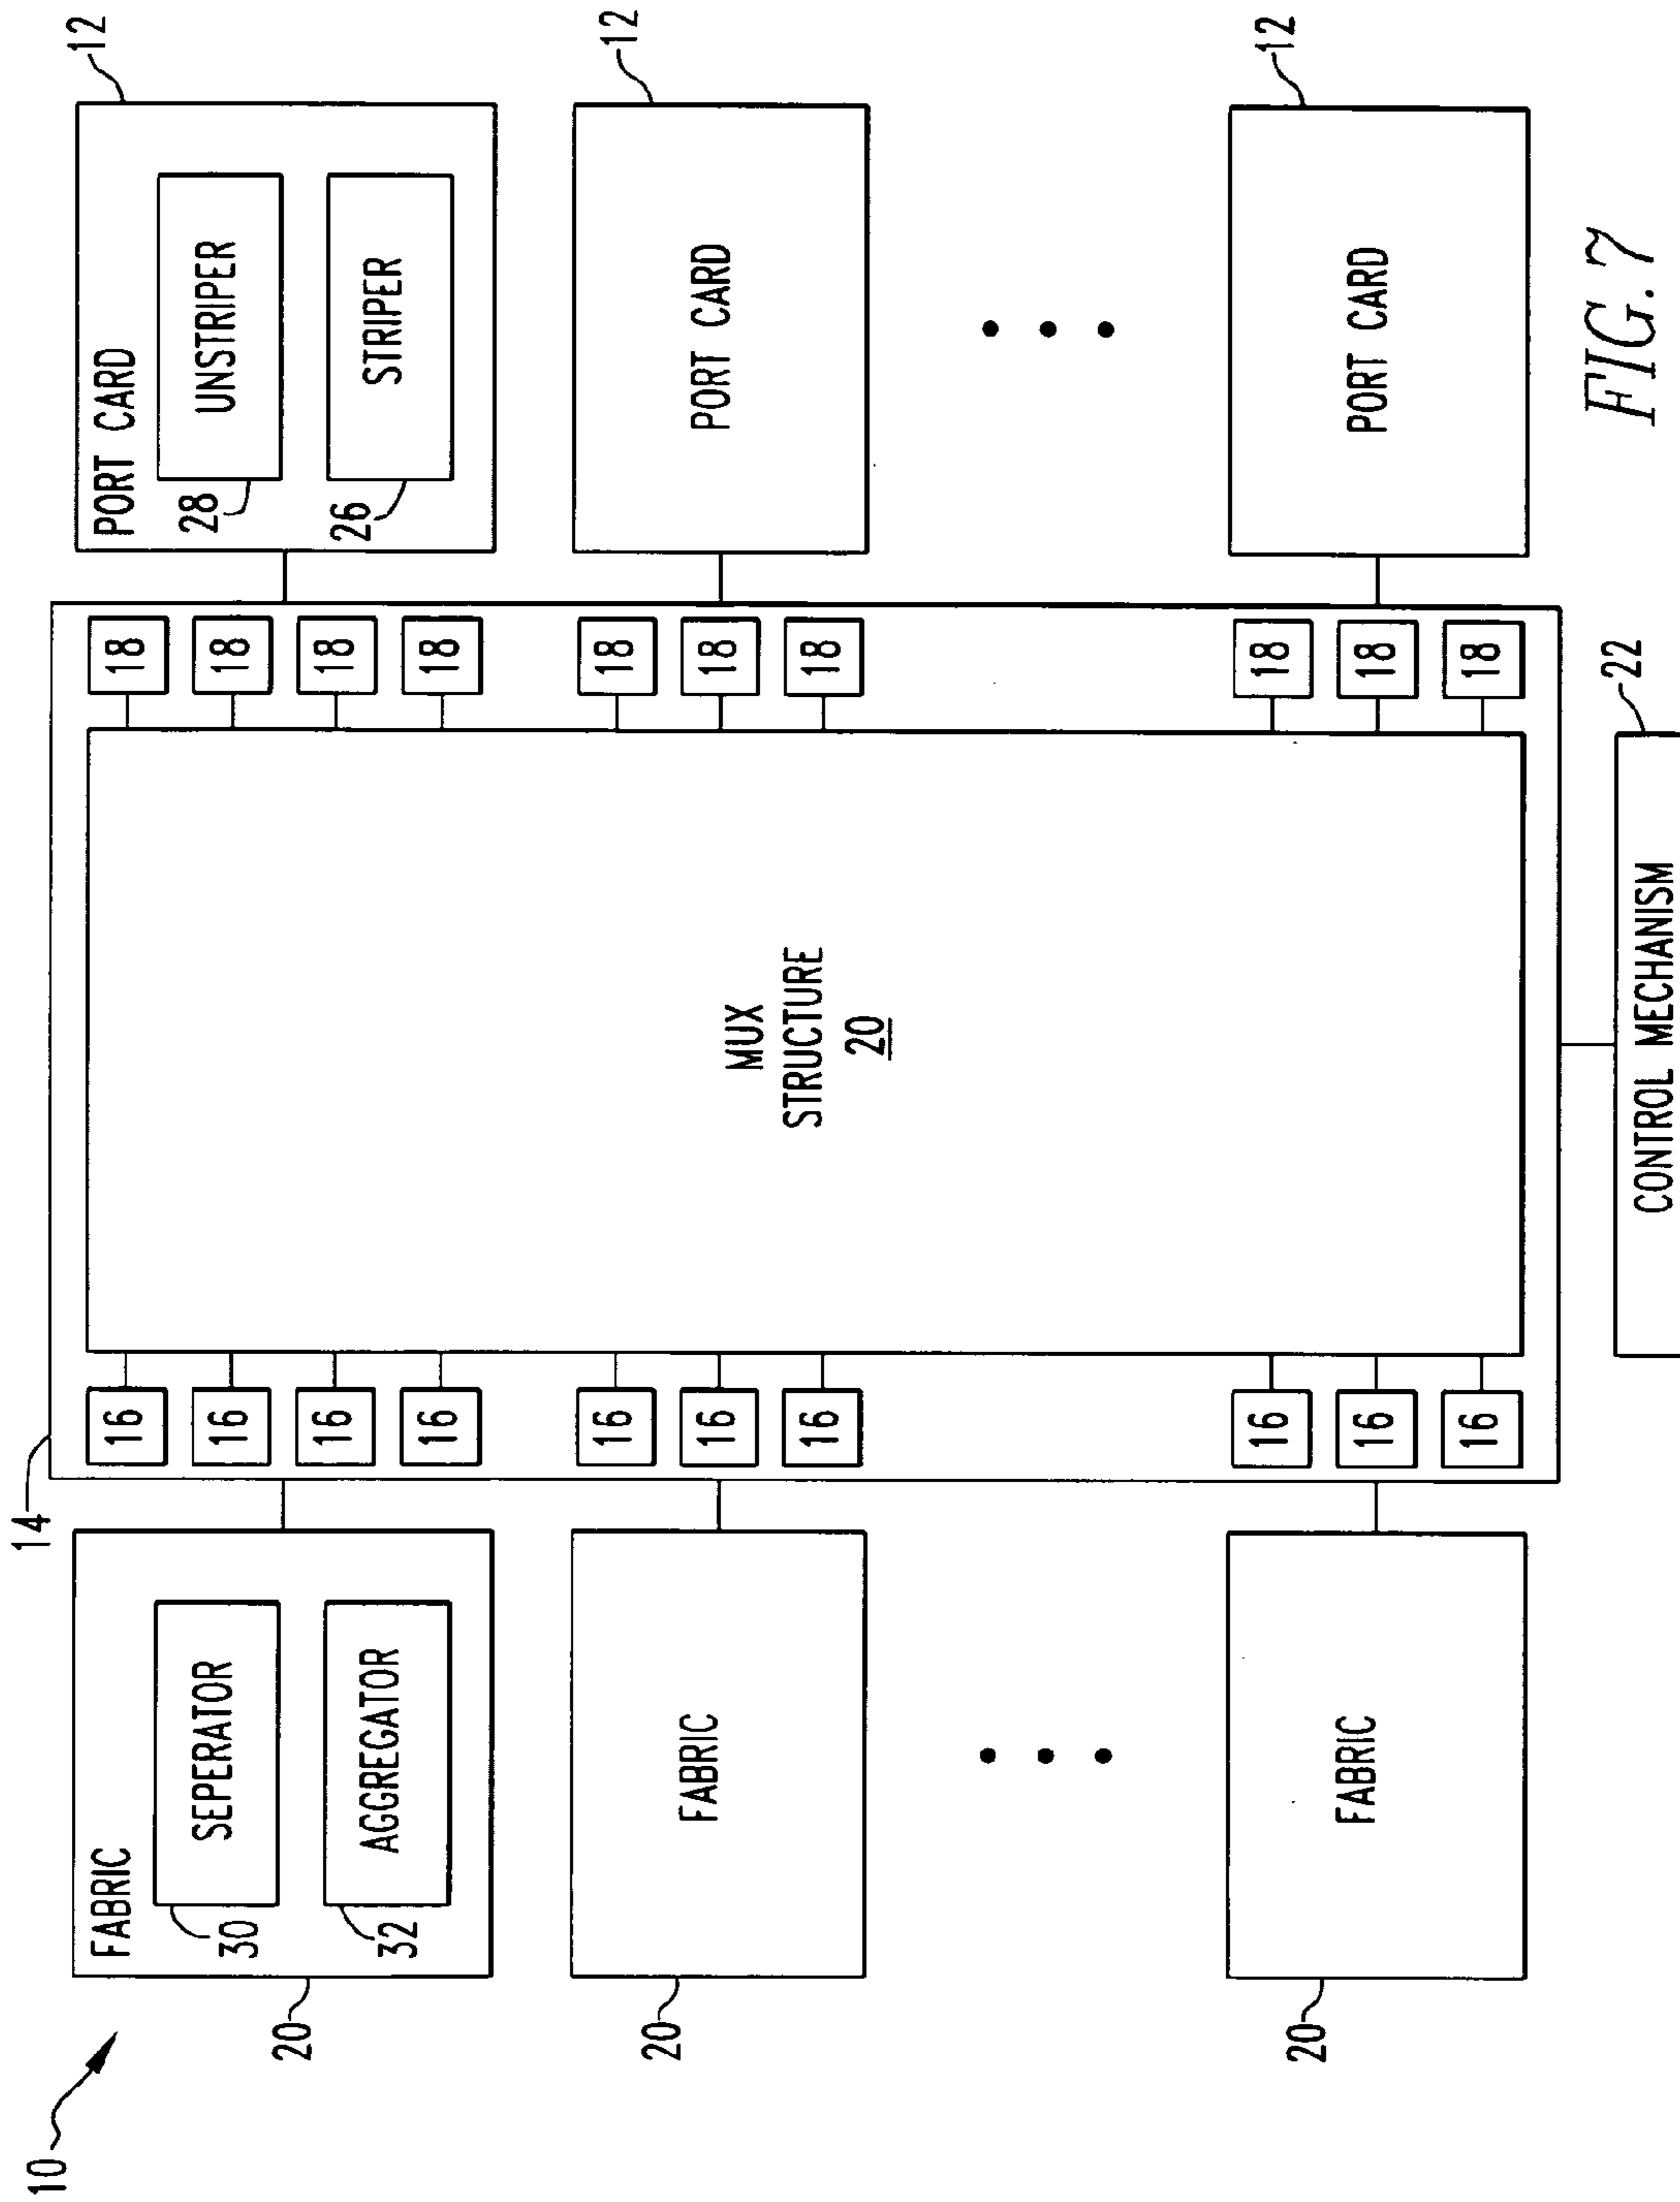 10
14
12
FABRIC
SEPERATOR
30
AGGREGATOR
32
20
16
16
16
16
18
18
18
18
PORT CARD
UNSTRIPER
28
STRIPER
26
12
FABRIC
20
16
16
16
MUX
STRUCTURE
20
18
18
18
PORT CARD
12
FABRIC
20
16
16
16
18
18
18
PORT CARD
22
CONTROL MECHANISM
FIG. 7